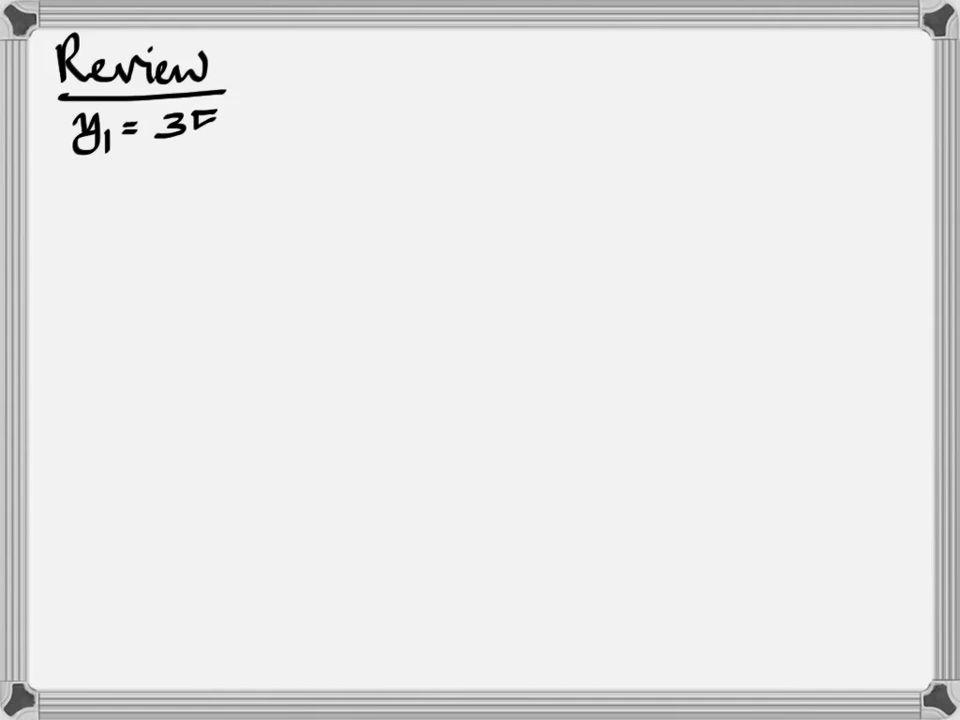 Review
y₁ = 3